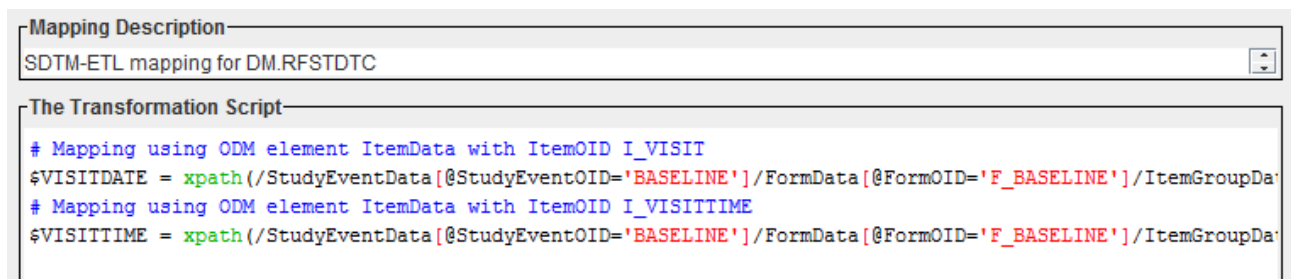 Mapping Description
SDTM-ETL mapping for DM.RFSTDTC
The Transformation Script
# Mapping using ODM element ItemData with ItemOID I_VISIT
$VISITDATE = xpath(/StudyEventData[@StudyEventOID='BASELINE']/FormData[@FormOID='F_BASELINE']/ItemGroupDat
# Mapping using ODM element ItemData with ItemOID I_VISITTIME
$VISITTIME = xpath(/StudyEventData[@StudyEventOID='BASELINE']/FormData[@FormOID='F_BASELINE']/ItemGroupDat